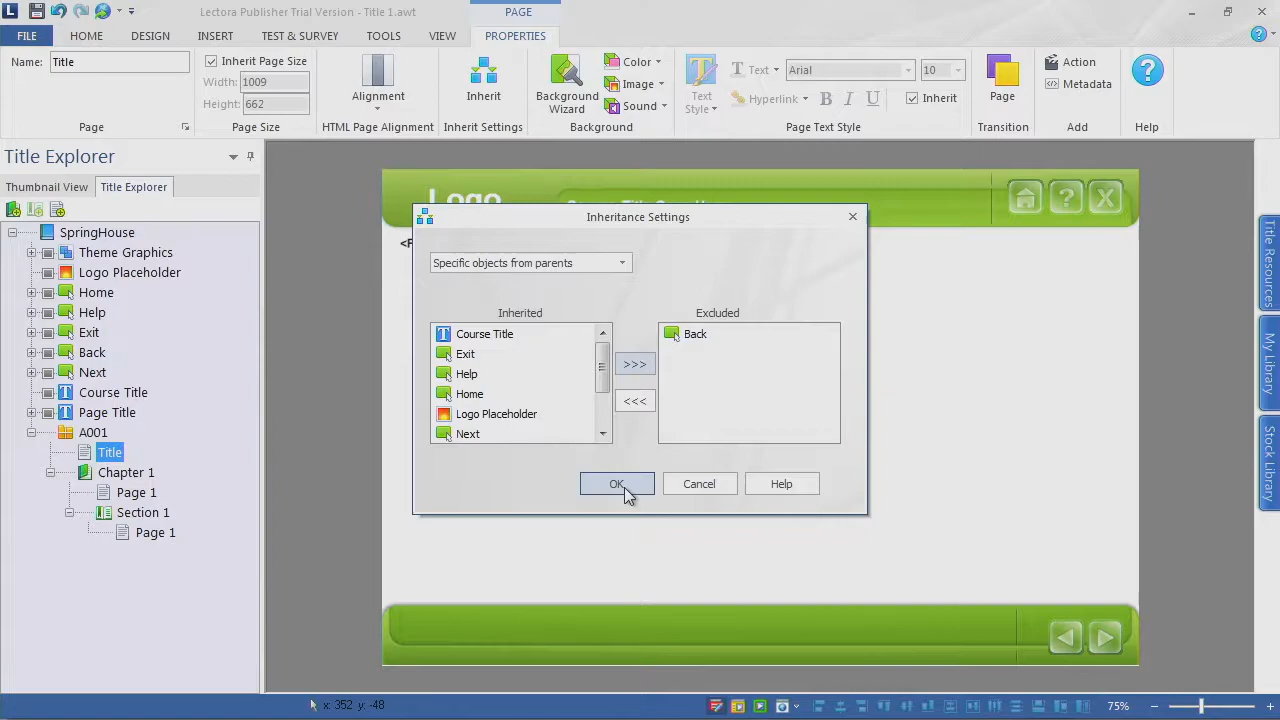 Lectora Publisher Trial Version - Title 1.awt
PAGE
FILE
HOME
DESIGN
INSERT
TEST & SURVEY
TOOLS
VIEW
PROPERTIES
Name:
Title
Page
Inherit Page Size
Width:
1009
Height:
662
Page Size
Alignment
HTML Page Alignment
Inherit
Inherit Settings
Background
Wizard
Color
Image
Sound
Background
Text
Style
Text
Arial
10
Hyperlink
B
I
U
Inherit
Page Text Style
Page
Transition
Action
Metadata
Add
Help
Title Explorer
Thumbnail View
Title Explorer
SpringHouse
Theme Graphics
Logo Placeholder
Home
Help
Exit
Back
Next
Course Title
Page Title
A001
Title
Chapter 1
Page 1
Section 1
Page 1
Logo
?
X
Inheritance Settings
Specific objects from parents
Inherited
Course Title
Exit
Help
Home
Logo Placeholder
Next
>>>
<<<
Excluded
Back
OK
Cancel
Help
Title Resources
My Library
Stock Library
x: 352 y: -48
75%